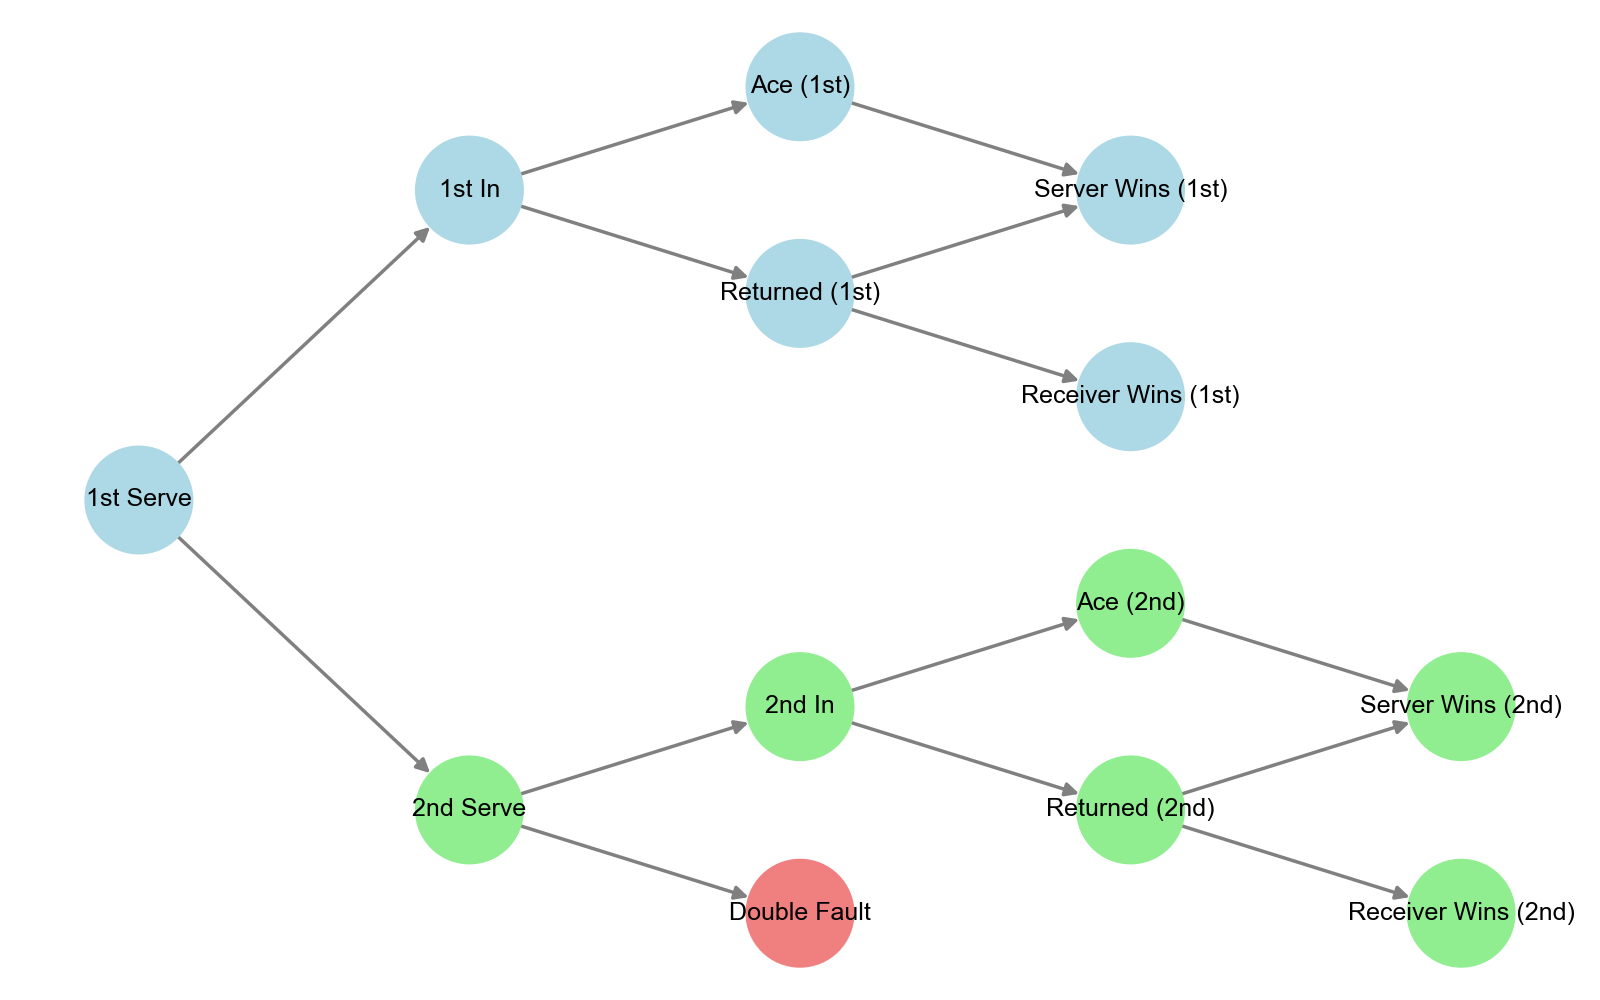 Ace (1st)
1st In
Server Wins (1st)
Returned (1st)
Receiver Wins (1st)
1st Serve
Ace (2nd)
2nd In
Server Wins (2nd)
2nd Serve
Returned (2nd)
Double Fault
Receiver Wins (2nd)